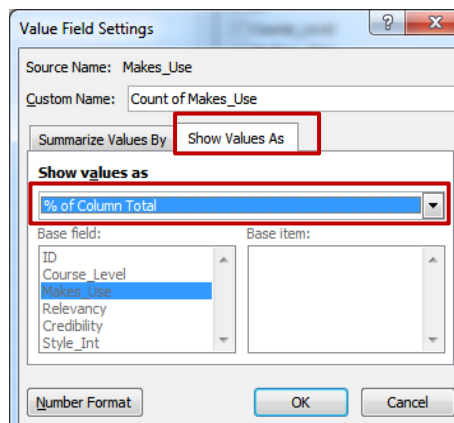 Value Field Settings
Source Name: Makes_Use
Custom Name: Count of Makes_Use
Summarize Values By Show Values As
Show values as
% of Column Total
Base field: Base item:
ID
Course_Level
Makes_Use
Relevancy
Credibility
Style_Int
Number Format OK Cancel